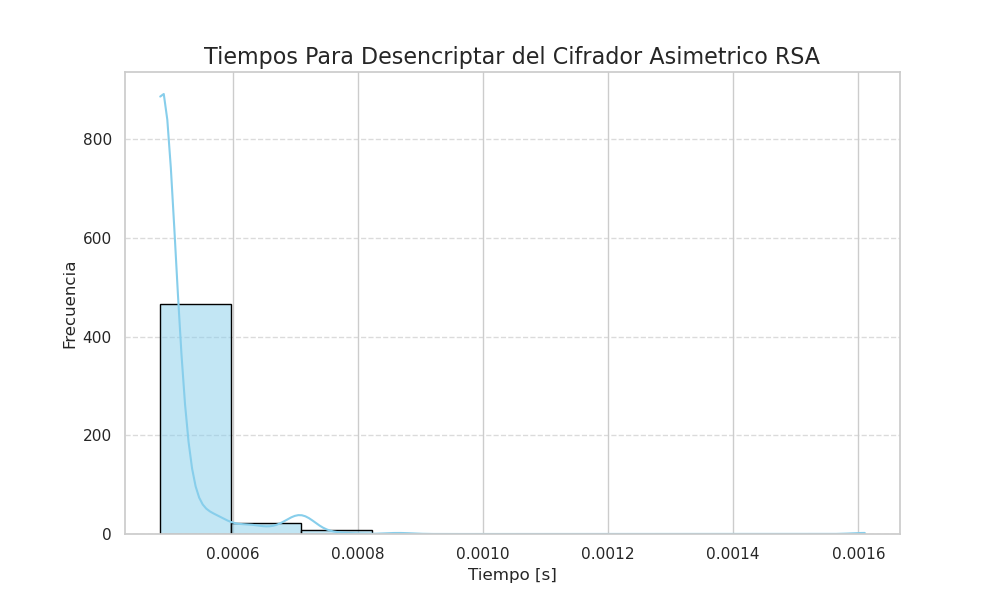 Tiempos Para Desencriptar del Cifrador Asimetrico RSA
Frecuencia
800
600
400
200
0
0.0006 0.0008 0.0010 0.0012 0.0014 0.0016
Tiempo [s]